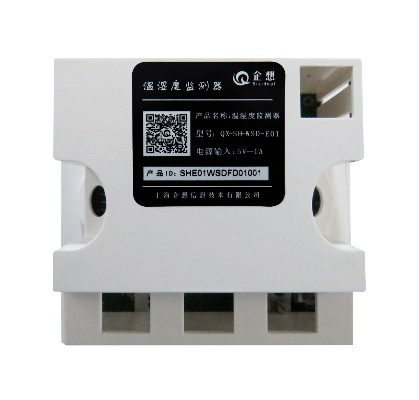 温湿度监测器
企想
产品名称:温湿度监测器
型号:QX-SH-WSD-E01
电源输入:5V—1A
产品ID: SHE01WSDFD01001
上海企想信息技术有限公司